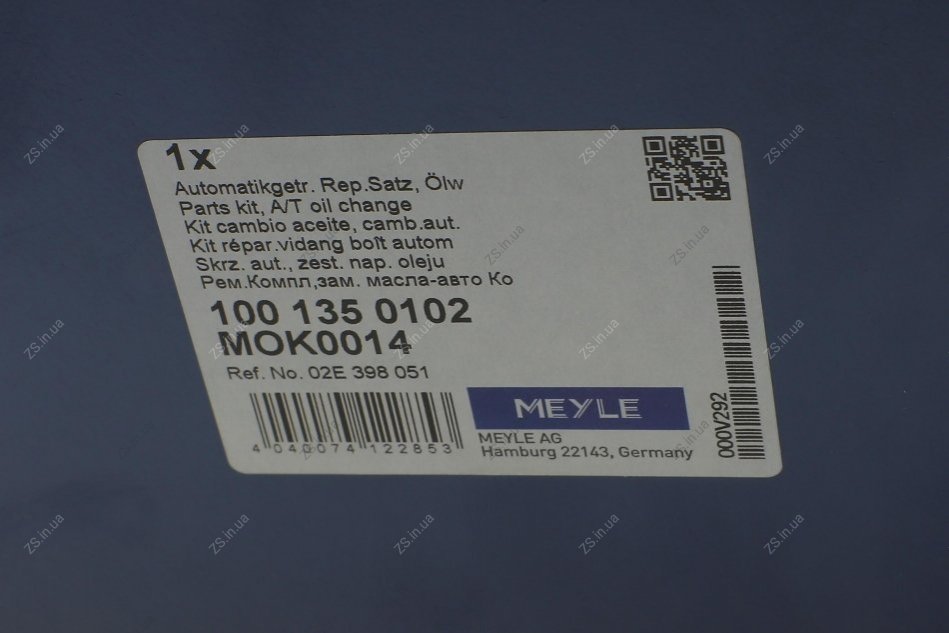 1x
Automatikgetr. Rep.Satz, Ölw
Parts kit, A/T oil change
Kit cambio aceite, camb.aut.
Kit répar.vidang boît autom
Skrz. aut., zest. nap. oleju
Рем.Компл,зам. масла-авто Ко
100 135 0102
MOK0014
Ref. No. 02E 398 051
4 040074 122853
MEYLE
MEYLE AG
Hamburg 22143, Germany
000V292
ZS.in.ua